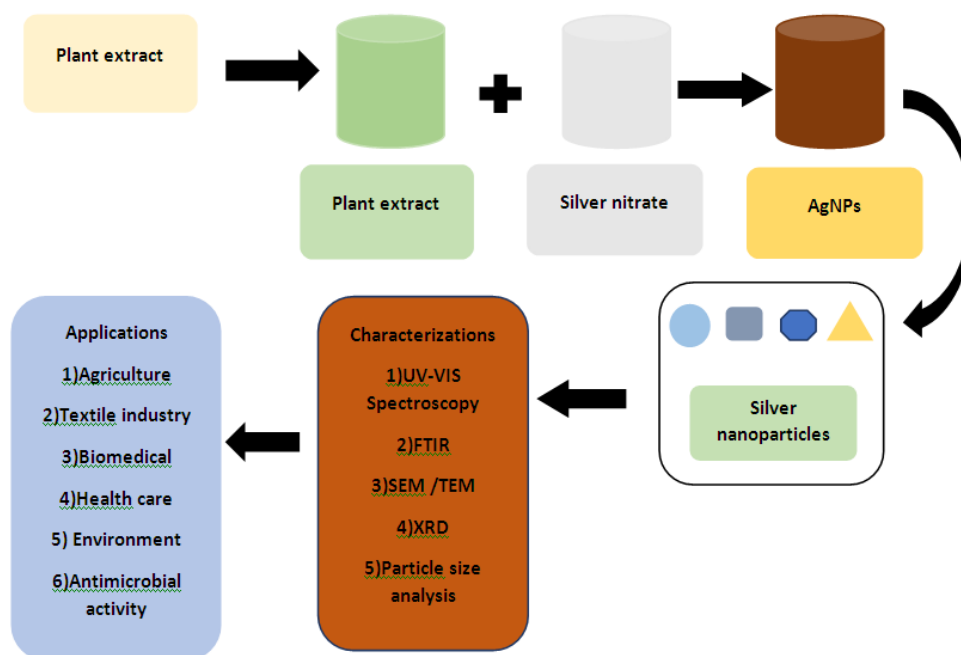 Plant extract
Plant extract
Silver nitrate
AgNPs
Silver
nanoparticles
Characterizations
1)UV-VIS
Spectroscopy
2)FTIR
3)SEM /TEM
4)XRD
5)Particle size
analysis
Applications
1)Agriculture
2)Textile industry
3)Biomedical
4)Health care
5) Environment
6)Antimicrobial
activity